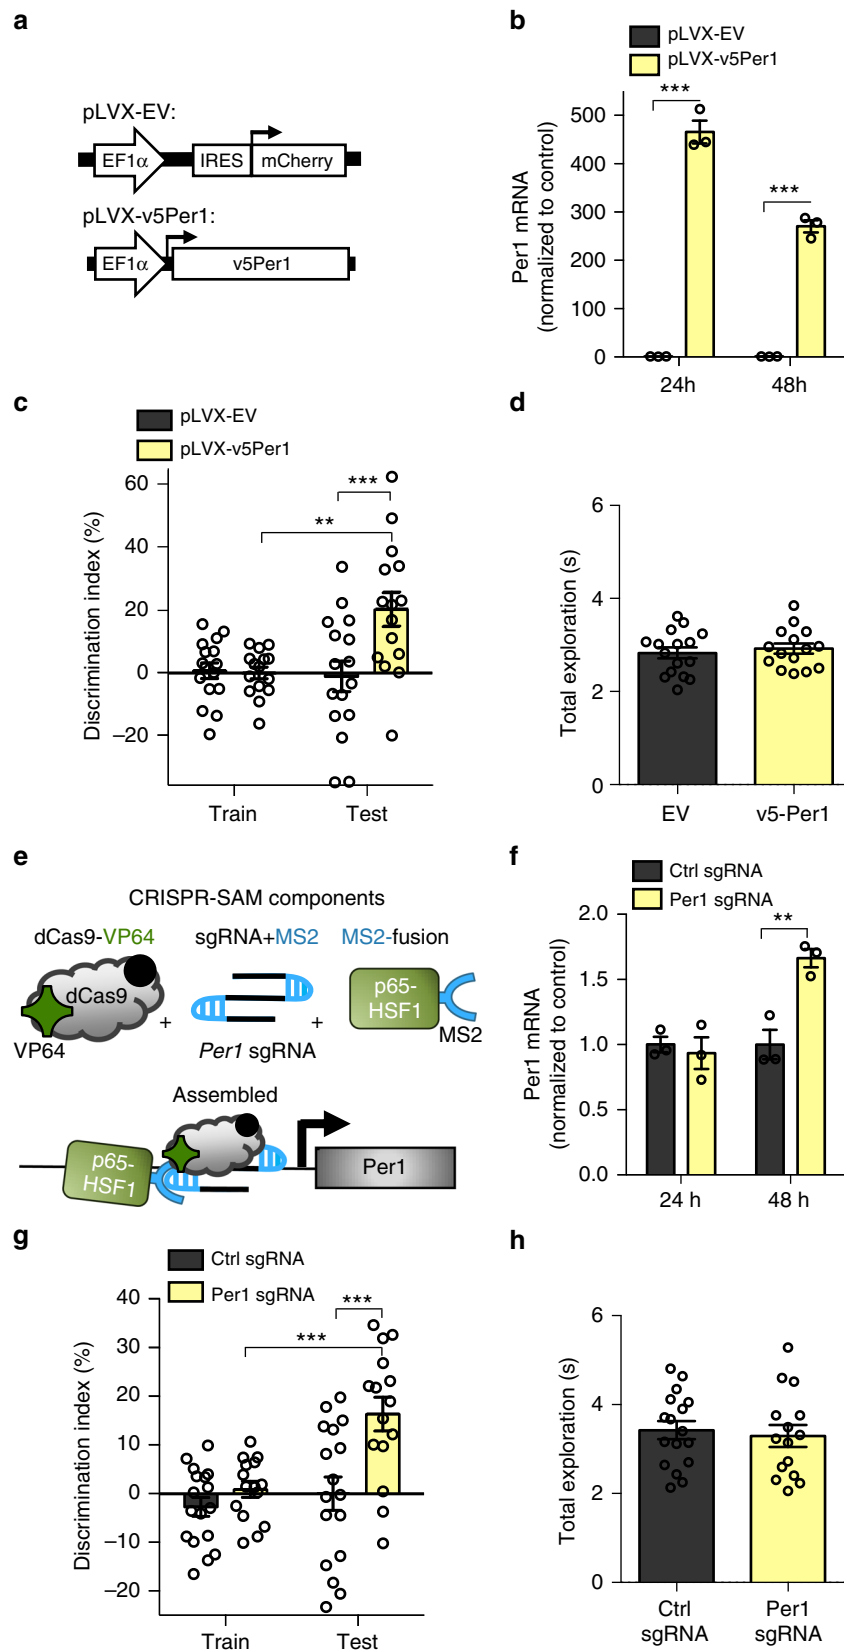 a
pLVX-EV:
EF1α
IRES
mCherry
pLVX-v5Per1:
EF1α
v5Per1
b
pLVX-EV
pLVX-v5Per1
Per1 mRNA
(normalized to control)
500
400
300
200
100
0
***
***
24h
48h
c
pLVX-EV
pLVX-v5Per1
Discrimination index (%)
60
40
20
0
−20
***
**
Train
Test
d
Total exploration (s)
6
4
2
0
EV
v5-Per1
e
CRISPR-SAM components
dCas9-VP64
sgRNA+MS2
MS2-fusion
dCas9
VP64
+
Per1 sgRNA
+
p65-
HSF1
MS2
Assembled
p65-
HSF1
Per1
f
Ctrl sgRNA
Per1 sgRNA
Per1 mRNA
(normalized to control)
2.0
1.5
1.0
0.5
0.0
**
24 h
48 h
g
Ctrl sgRNA
Per1 sgRNA
Discrimination index (%)
40
30
20
10
0
−10
−20
***
***
Train
Test
h
Total exploration (s)
6
4
2
0
Ctrl
sgRNA
Per1
sgRNA